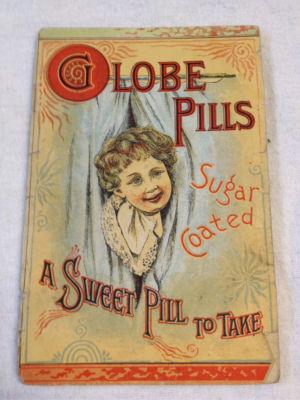 GLOBE
PILLS
Sugar
Coated
A SWEET PILL TO TAKE